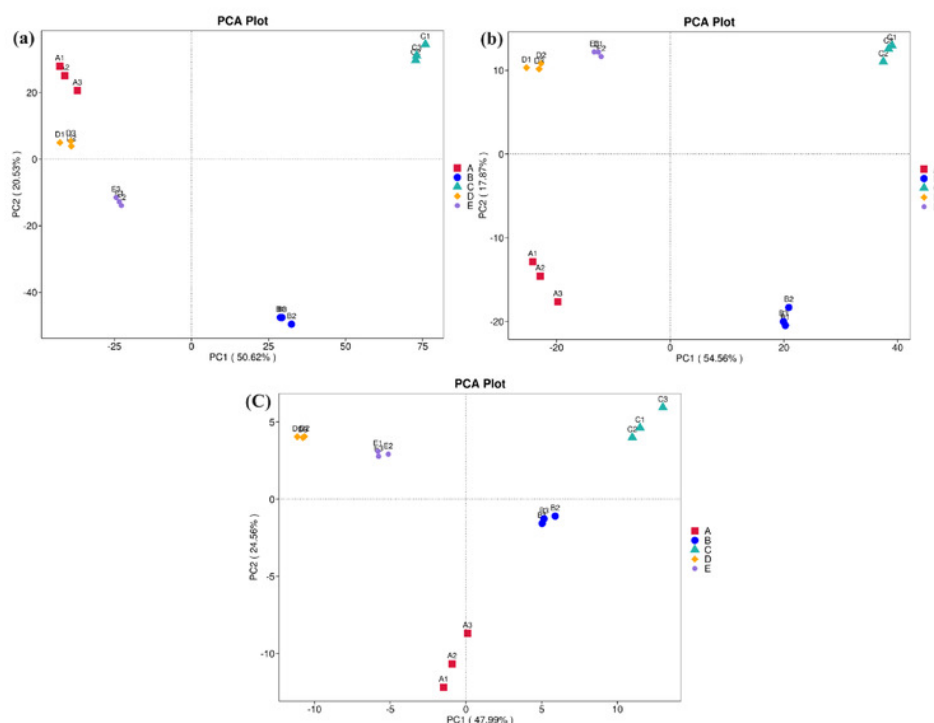 PCA Plot
(a)
C1
C3
A1
A3
20
D1
0
-20
-40
B2
PC2 ( 20.53%)
-25
0
25
50
75
PC1 ( 50.62%)
A
B
C
D
E
PCA Plot
(b)
D1
D2
C1
C2
10
0
-10
-20
A1
A2
A3
B2
PC2 ( 17.87%)
-20
0
20
40
PC1 ( 54.56%)
PCA Plot
(C)
C3
C1
C2
E1
E2
B2
A3
A2
A1
5
0
-5
-10
PC2 ( 24.56%)
-10
-5
0
5
10
PC1 ( 47.99%)
A
B
C
D
E